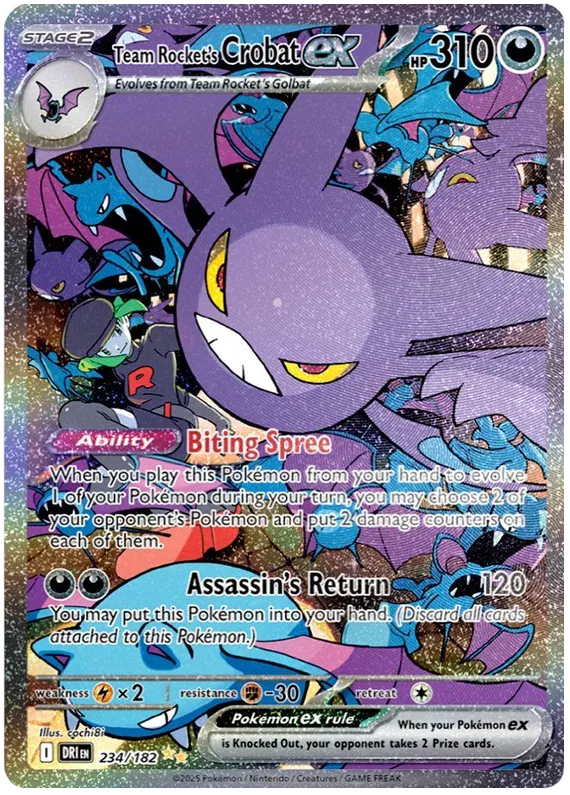 STAGE2
Team Rocket's Crobat ex HP 310
Evolves from Team Rocket's Golbat
R
Ability Biting Spree
When you play this Pokémon from your hand to evolve
1 of your Pokémon during your turn, you may choose 2 of
your opponent's Pokémon and put 2 damage counters on
each of them.
Assassin's Return 120
You may put this Pokémon into your hand. (Discard all cards
attached to this Pokémon.)
weakness ×2 resistance -30 retreat
Pokémon ex rule When your Pokémon ex
is Knocked Out, your opponent takes 2 Prize cards.
Illus. cochi8i
I DRI EN 234/182
©2025 Pokémon / Nintendo / Creatures / GAME FREAK